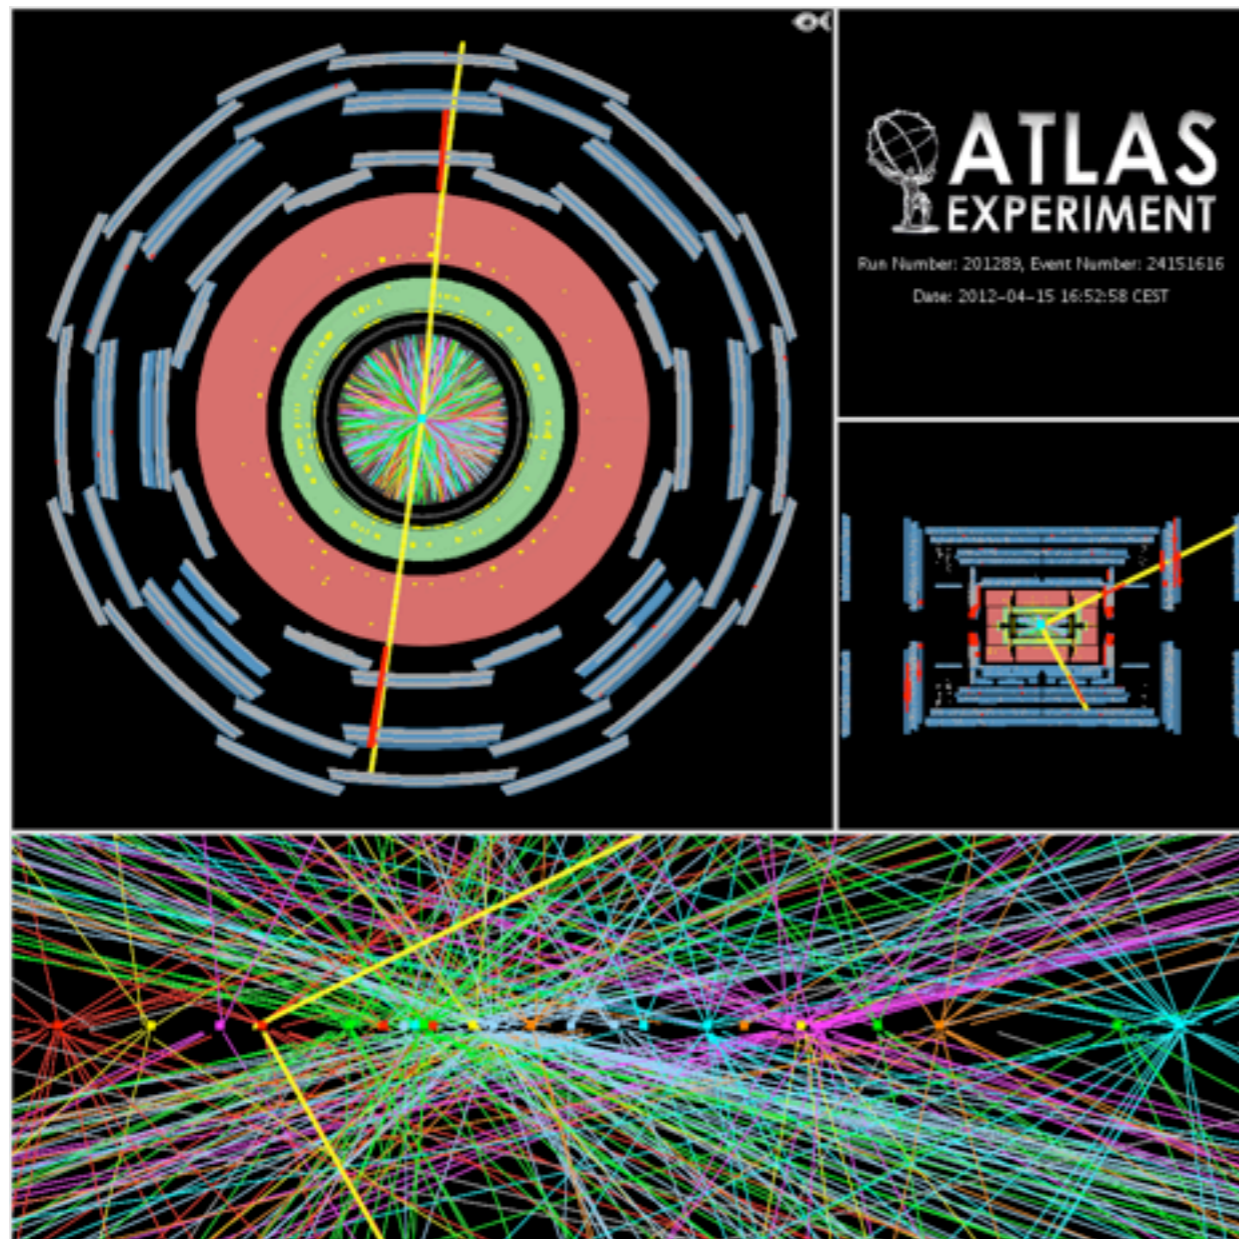 ATLAS
EXPERIMENT
Run Number: 201289, Event Number: 24151616
Date: 2012-04-15 16:52:58 CEST